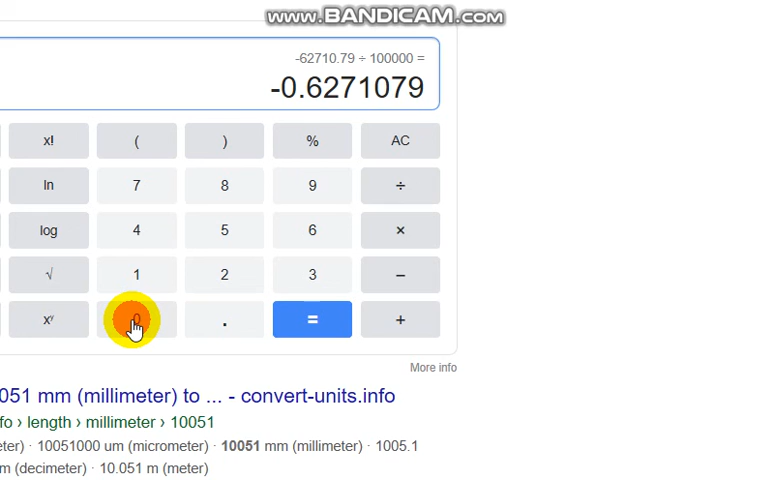 www.BANDICAM.com
-62710.79 ÷ 100000 =
-0.6271079
x! ( ) % AC
ln 7 8 9 ÷
log 4 5 6 ×
√ 1 2 3 −
xʸ 0 . = +
More info
051 mm (millimeter) to ... - convert-units.info
fo › length › millimeter › 10051
eter) · 10051000 um (micrometer) · 10051 mm (millimeter) · 1005.1
m (decimeter) · 10.051 m (meter)